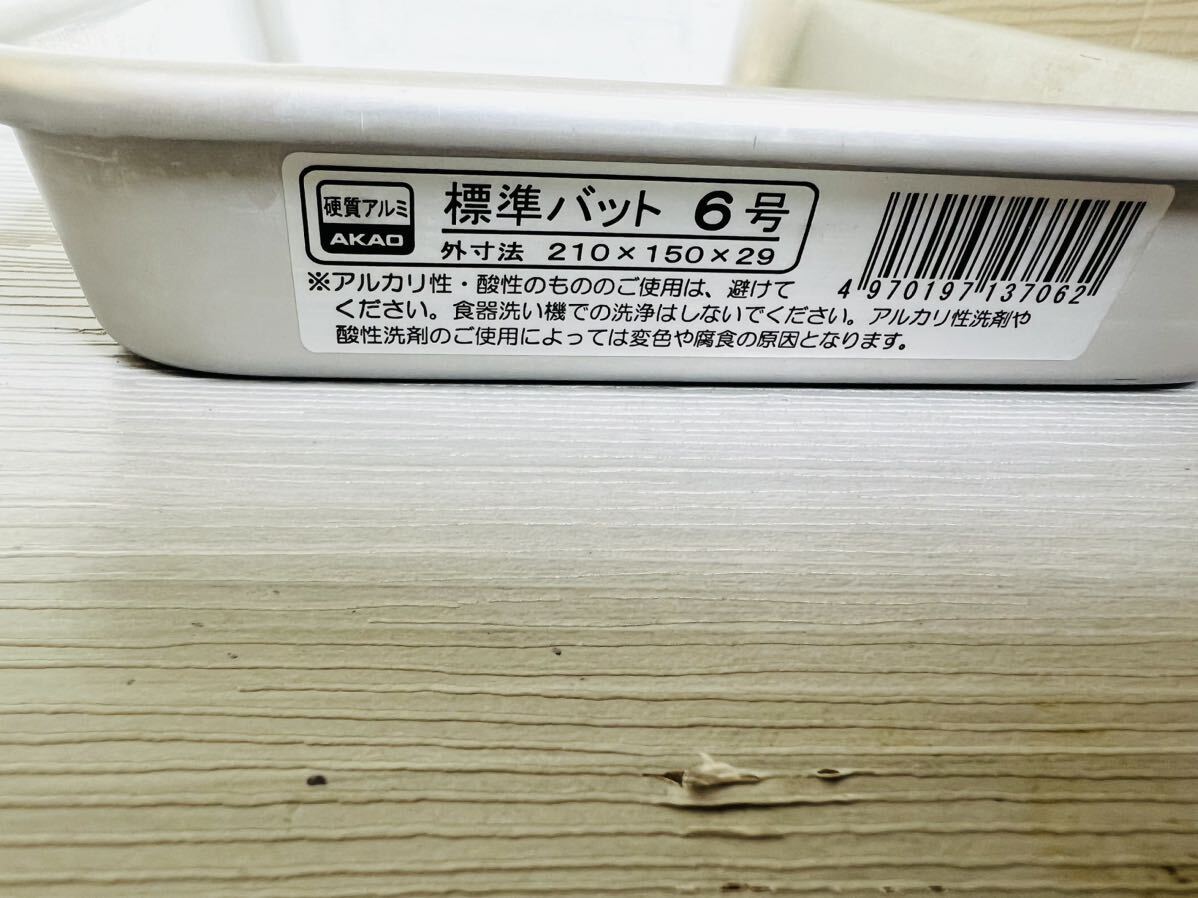 硬質アルミ
AKAO
標準バット 6号
外寸法 210×150×29
※アルカリ性・酸性のもののご使用は、避けて
ください。食器洗い機での洗浄はしないでください。アルカリ性洗剤や
酸性洗剤のご使用によっては変色や腐食の原因となります。
4 970197 137062